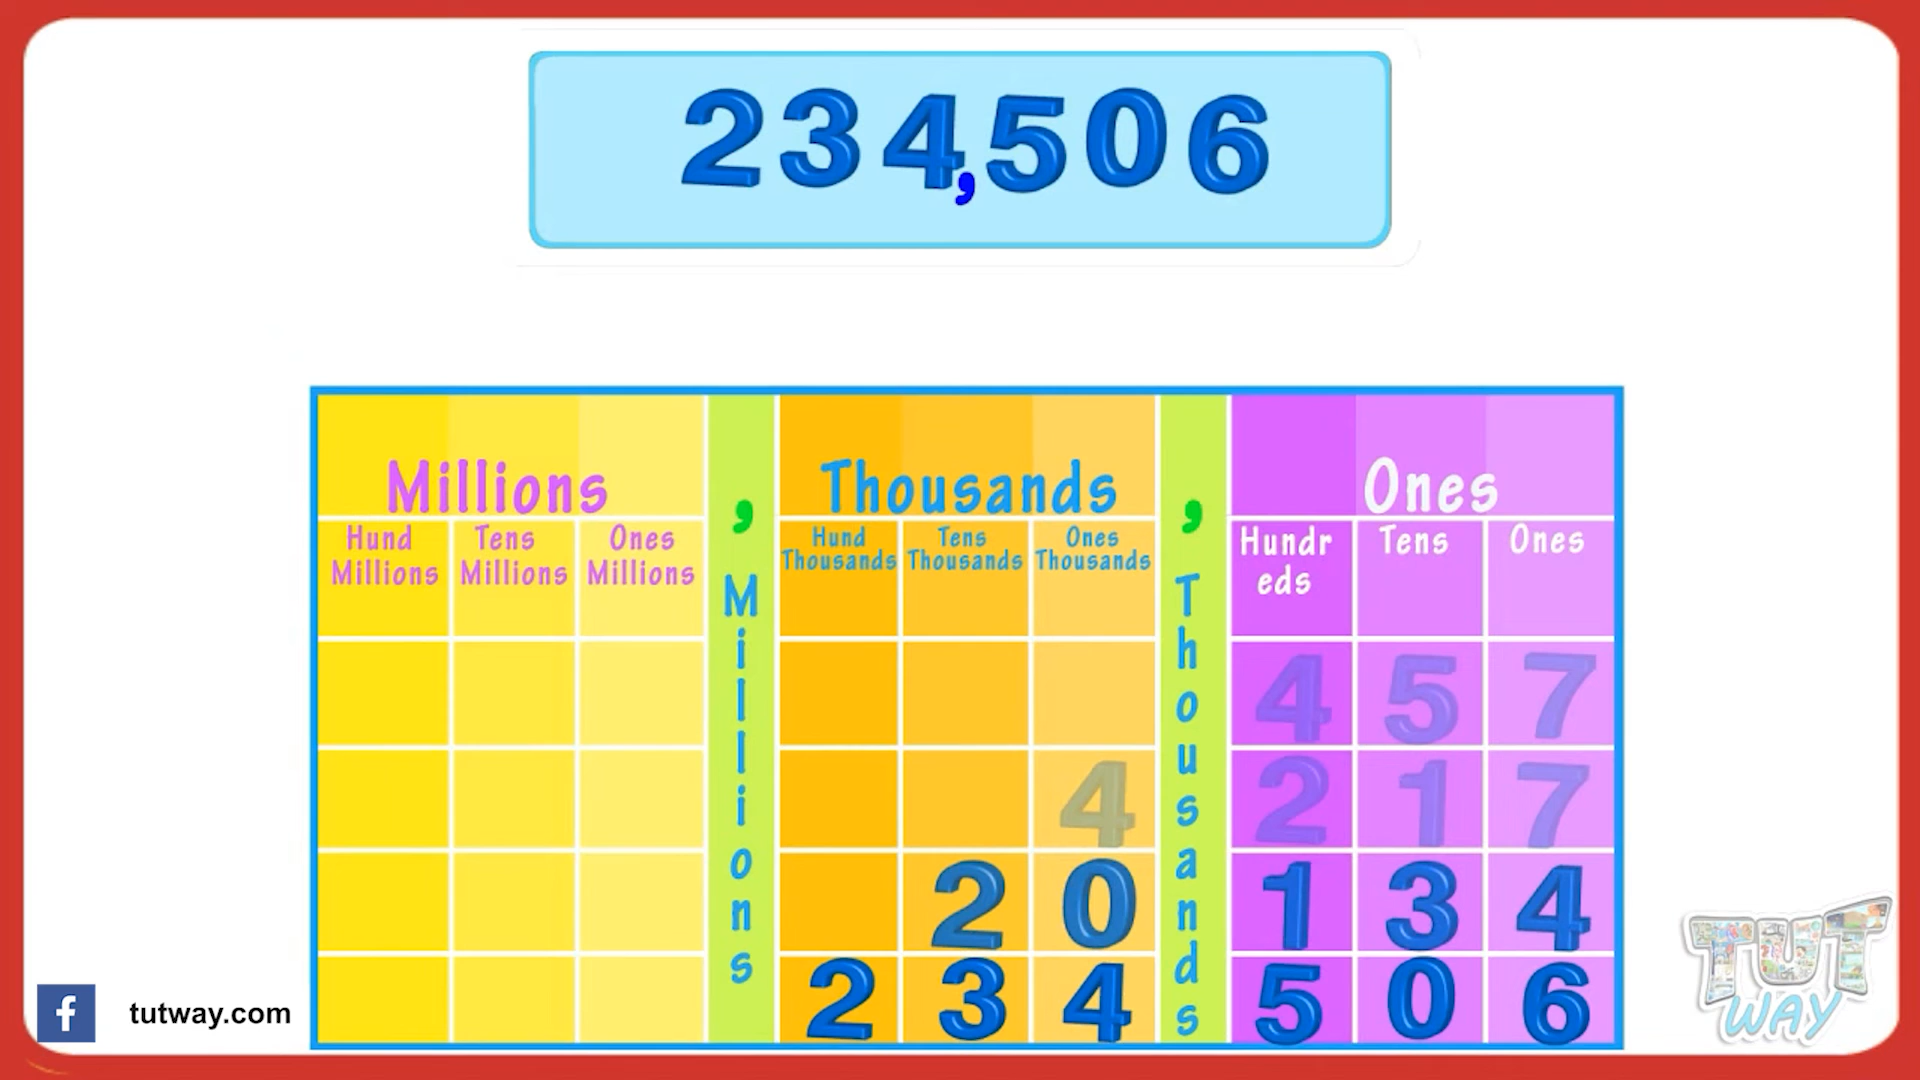 234,506
Millions , Thousands , Ones
Hund Millions Tens Millions Ones Millions Millions Hund Thousands Tens Thousands Ones Thousands Thousands Hundreds Tens Ones
4 5 7
4 2 1 7
2 0 1 3 4
2 3 4 5 0 6
tutway.com
TUT
WAY